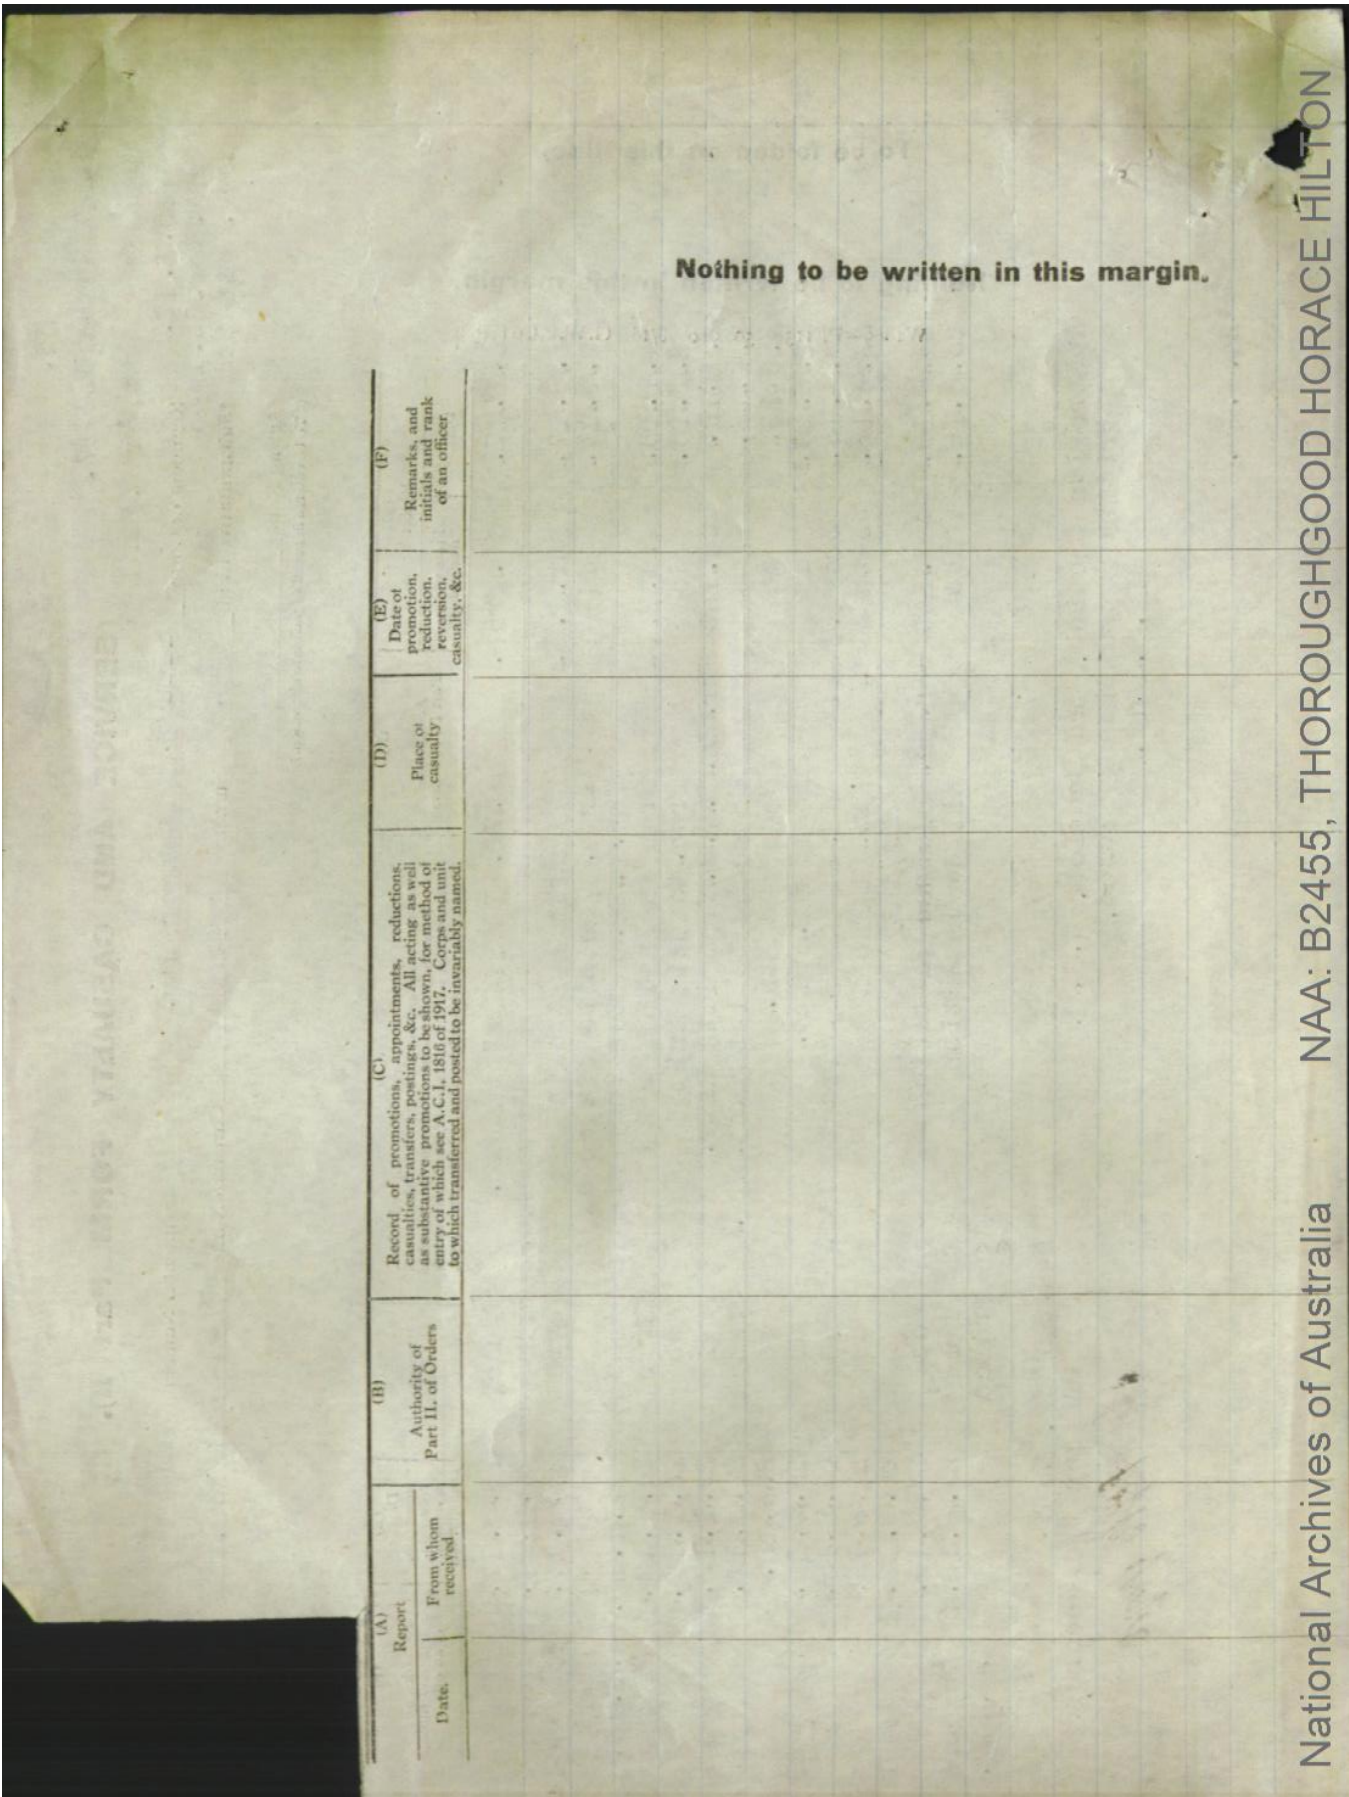 Nothing to be written in this margin.
(A)
Report
Date.
From whom
received
(B)
Authority of
Part II. of Orders
(C)
Record of promotions, appointments, reductions,
casualties, transfers, postings, &c. All acting as well
as substantive promotions to be shown, for method of
entry of which see A.C.I. 1816 of 1917. Corps and unit
to which transferred and posted to be invariably named.
(D)
Place of
casualty
(E)
Date of
promotion,
reduction,
reversion,
casualty, &c.
(F)
Remarks, and
initials and rank
of an officer
National Archives of Australia
NAA: B2455, THOROUGHGOOD HORACE HILTON